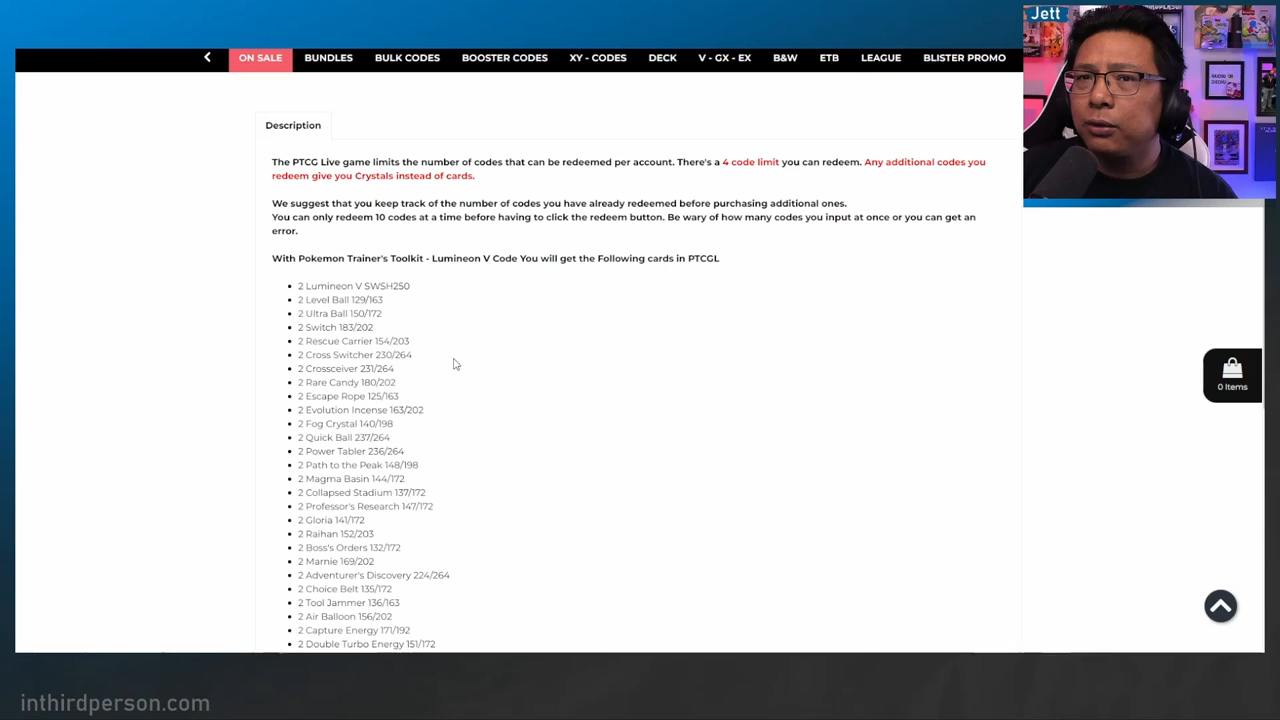 Jett
ON SALE BUNDLES BULK CODES BOOSTER CODES XY - CODES DECK V - GX - EX B&W ETB LEAGUE BLISTER PROMO
Description
The PTCG Live game limits the number of codes that can be redeemed per account. There's a 4 code limit you can redeem. Any additional codes you
redeem give you Crystals instead of cards.
We suggest that you keep track of the number of codes you have already redeemed before purchasing additional ones.
You can only redeem 10 codes at a time before having to click the redeem button. Be wary of how many codes you input at once or you can get an
error.
With Pokemon Trainer's Toolkit - Lumineon V Code You will get the Following cards in PTCGL
2 Lumineon V SWSH250
2 Level Ball 129/163
2 Ultra Ball 150/172
2 Switch 183/202
2 Rescue Carrier 154/203
2 Cross Switcher 230/264
2 Crossceiver 231/264
2 Rare Candy 180/202
2 Escape Rope 125/163
2 Evolution Incense 163/202
2 Fog Crystal 140/198
2 Quick Ball 237/264
2 Power Tabler 236/264
2 Path to the Peak 148/198
2 Magma Basin 144/172
2 Collapsed Stadium 137/172
2 Professor's Research 147/172
2 Gloria 141/172
2 Raihan 152/203
2 Boss's Orders 132/172
2 Marnie 169/202
2 Adventurer's Discovery 224/264
2 Choice Belt 135/172
2 Tool Jammer 136/163
2 Air Balloon 156/202
2 Capture Energy 171/192
2 Double Turbo Energy 151/172
0 Items
inthirdperson.com